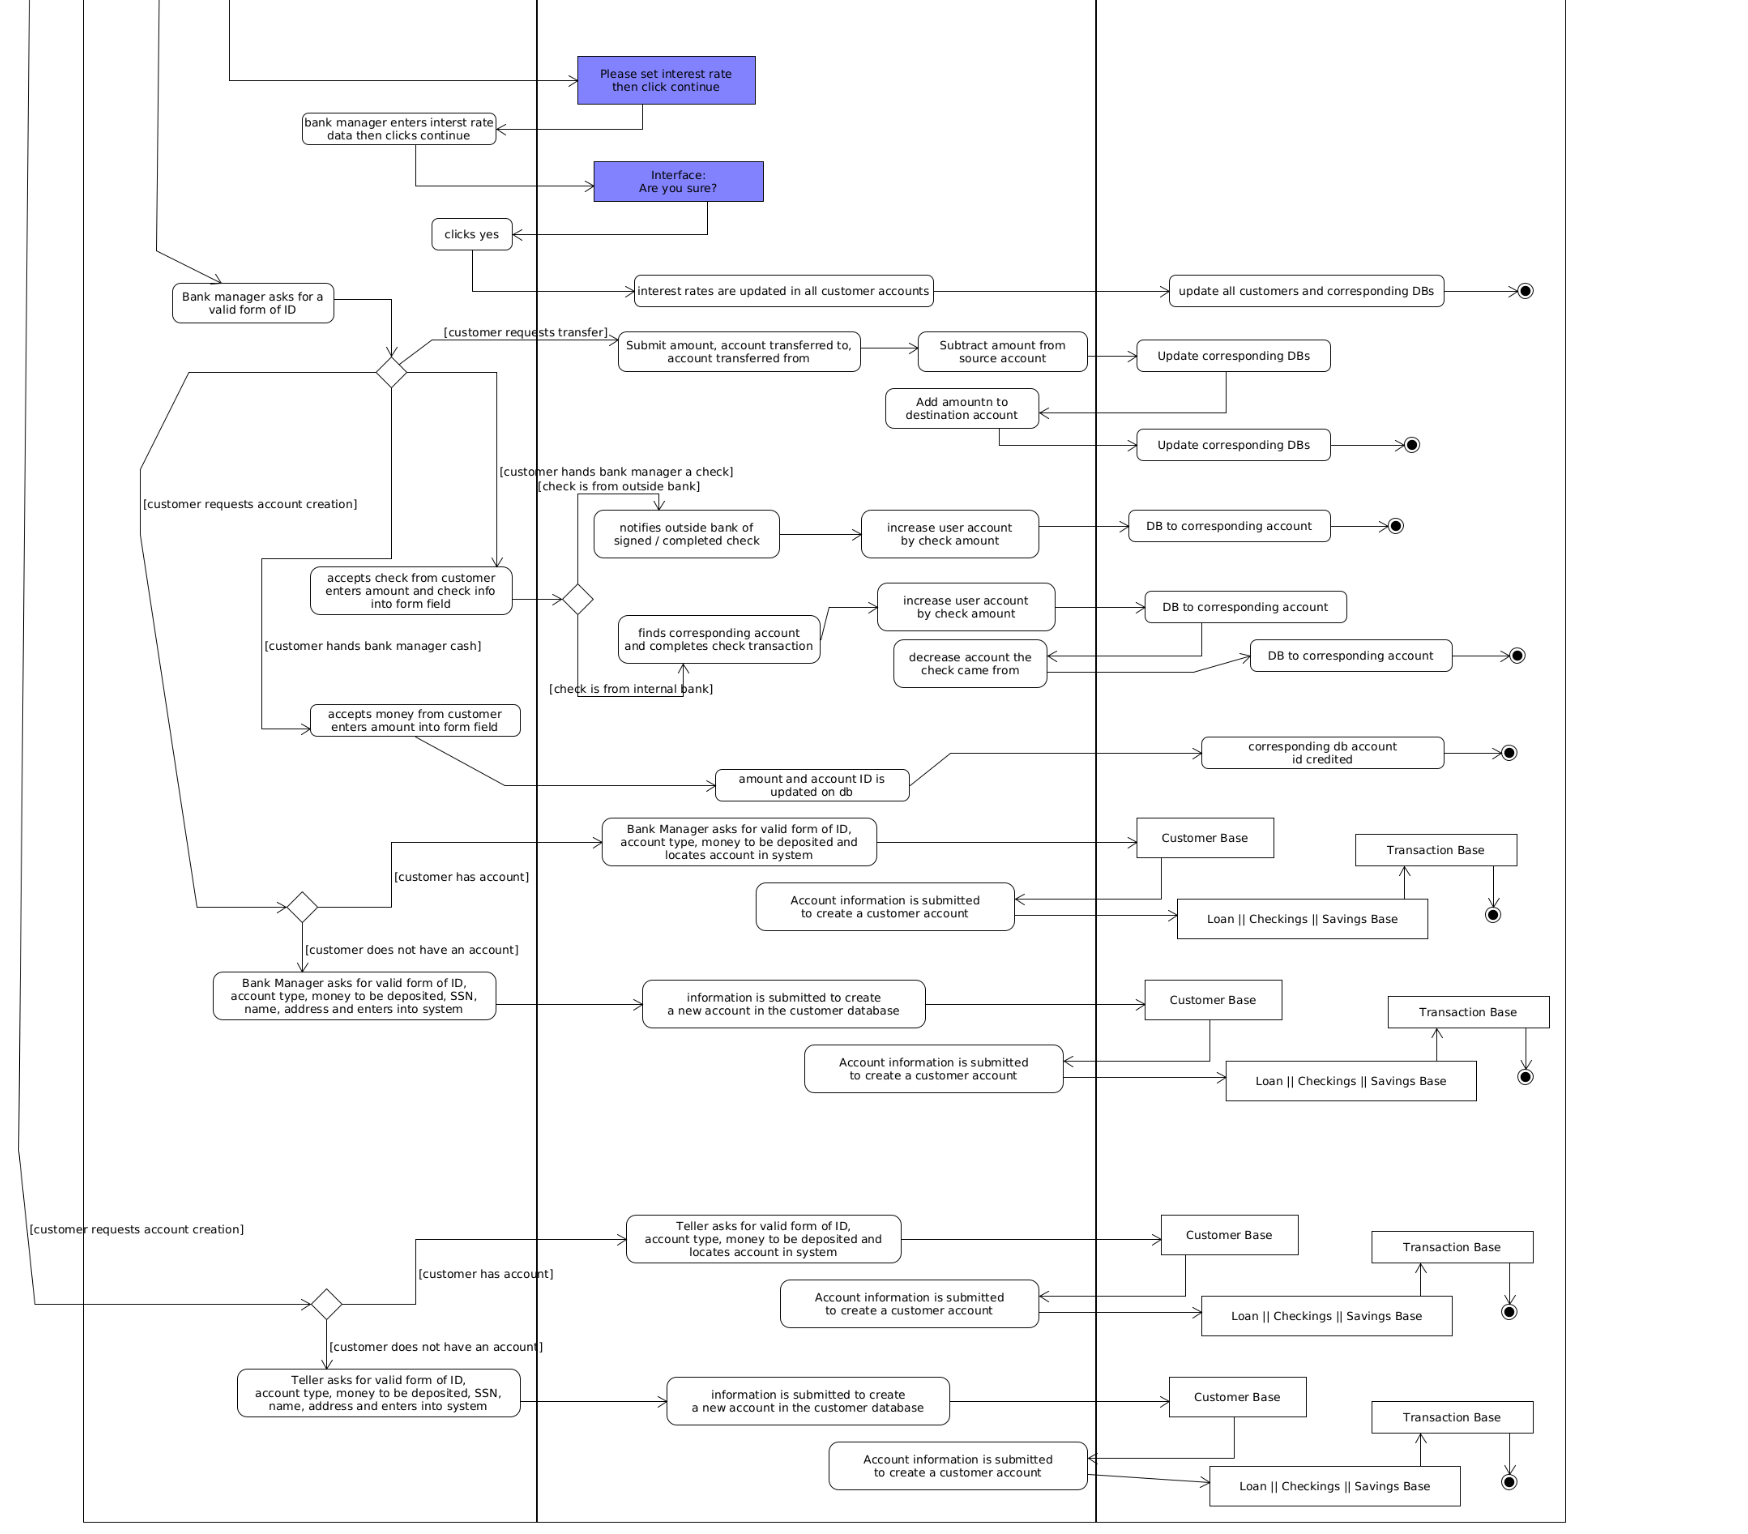 Please set interest rate
then click continue
bank manager enters interst rate
data then clicks continue
Interface:
Are you sure?
clicks yes
interest rates are updated in all customer accounts
update all customers and corresponding DBs
Bank manager asks for a
valid form of ID
[customer requests transfer]
Submit amount, account transferred to,
account transferred from
Subtract amount from
source account
Update corresponding DBs
Add amountn to
destination account
Update corresponding DBs
[customer hands bank manager a check]
[check is from outside bank]
[customer requests account creation]
notifies outside bank of
signed / completed check
increase user account
by check amount
DB to corresponding account
accepts check from customer
enters amount and check info
into form field
increase user account
by check amount
DB to corresponding account
finds corresponding account
and completes check transaction
[customer hands bank manager cash]
decrease account the
check came from
DB to corresponding account
[check is from internal bank]
accepts money from customer
enters amount into form field
corresponding db account
id credited
amount and account ID is
updated on db
Bank Manager asks for valid form of ID,
account type, money to be deposited and
locates account in system
Customer Base
Transaction Base
[customer has account]
Account information is submitted
to create a customer account
Loan || Checkings || Savings Base
[customer does not have an account]
Bank Manager asks for valid form of ID,
account type, money to be deposited, SSN,
name, address and enters into system
information is submitted to create
a new account in the customer database
Customer Base
Transaction Base
Account information is submitted
to create a customer account
Loan || Checkings || Savings Base
[customer requests account creation]
Teller asks for valid form of ID,
account type, money to be deposited and
locates account in system
Customer Base
Transaction Base
[customer has account]
Account information is submitted
to create a customer account
Loan || Checkings || Savings Base
[customer does not have an account]
Teller asks for valid form of ID,
account type, money to be deposited, SSN,
name, address and enters into system
information is submitted to create
a new account in the customer database
Customer Base
Transaction Base
Account information is submitted
to create a customer account
Loan || Checkings || Savings Base